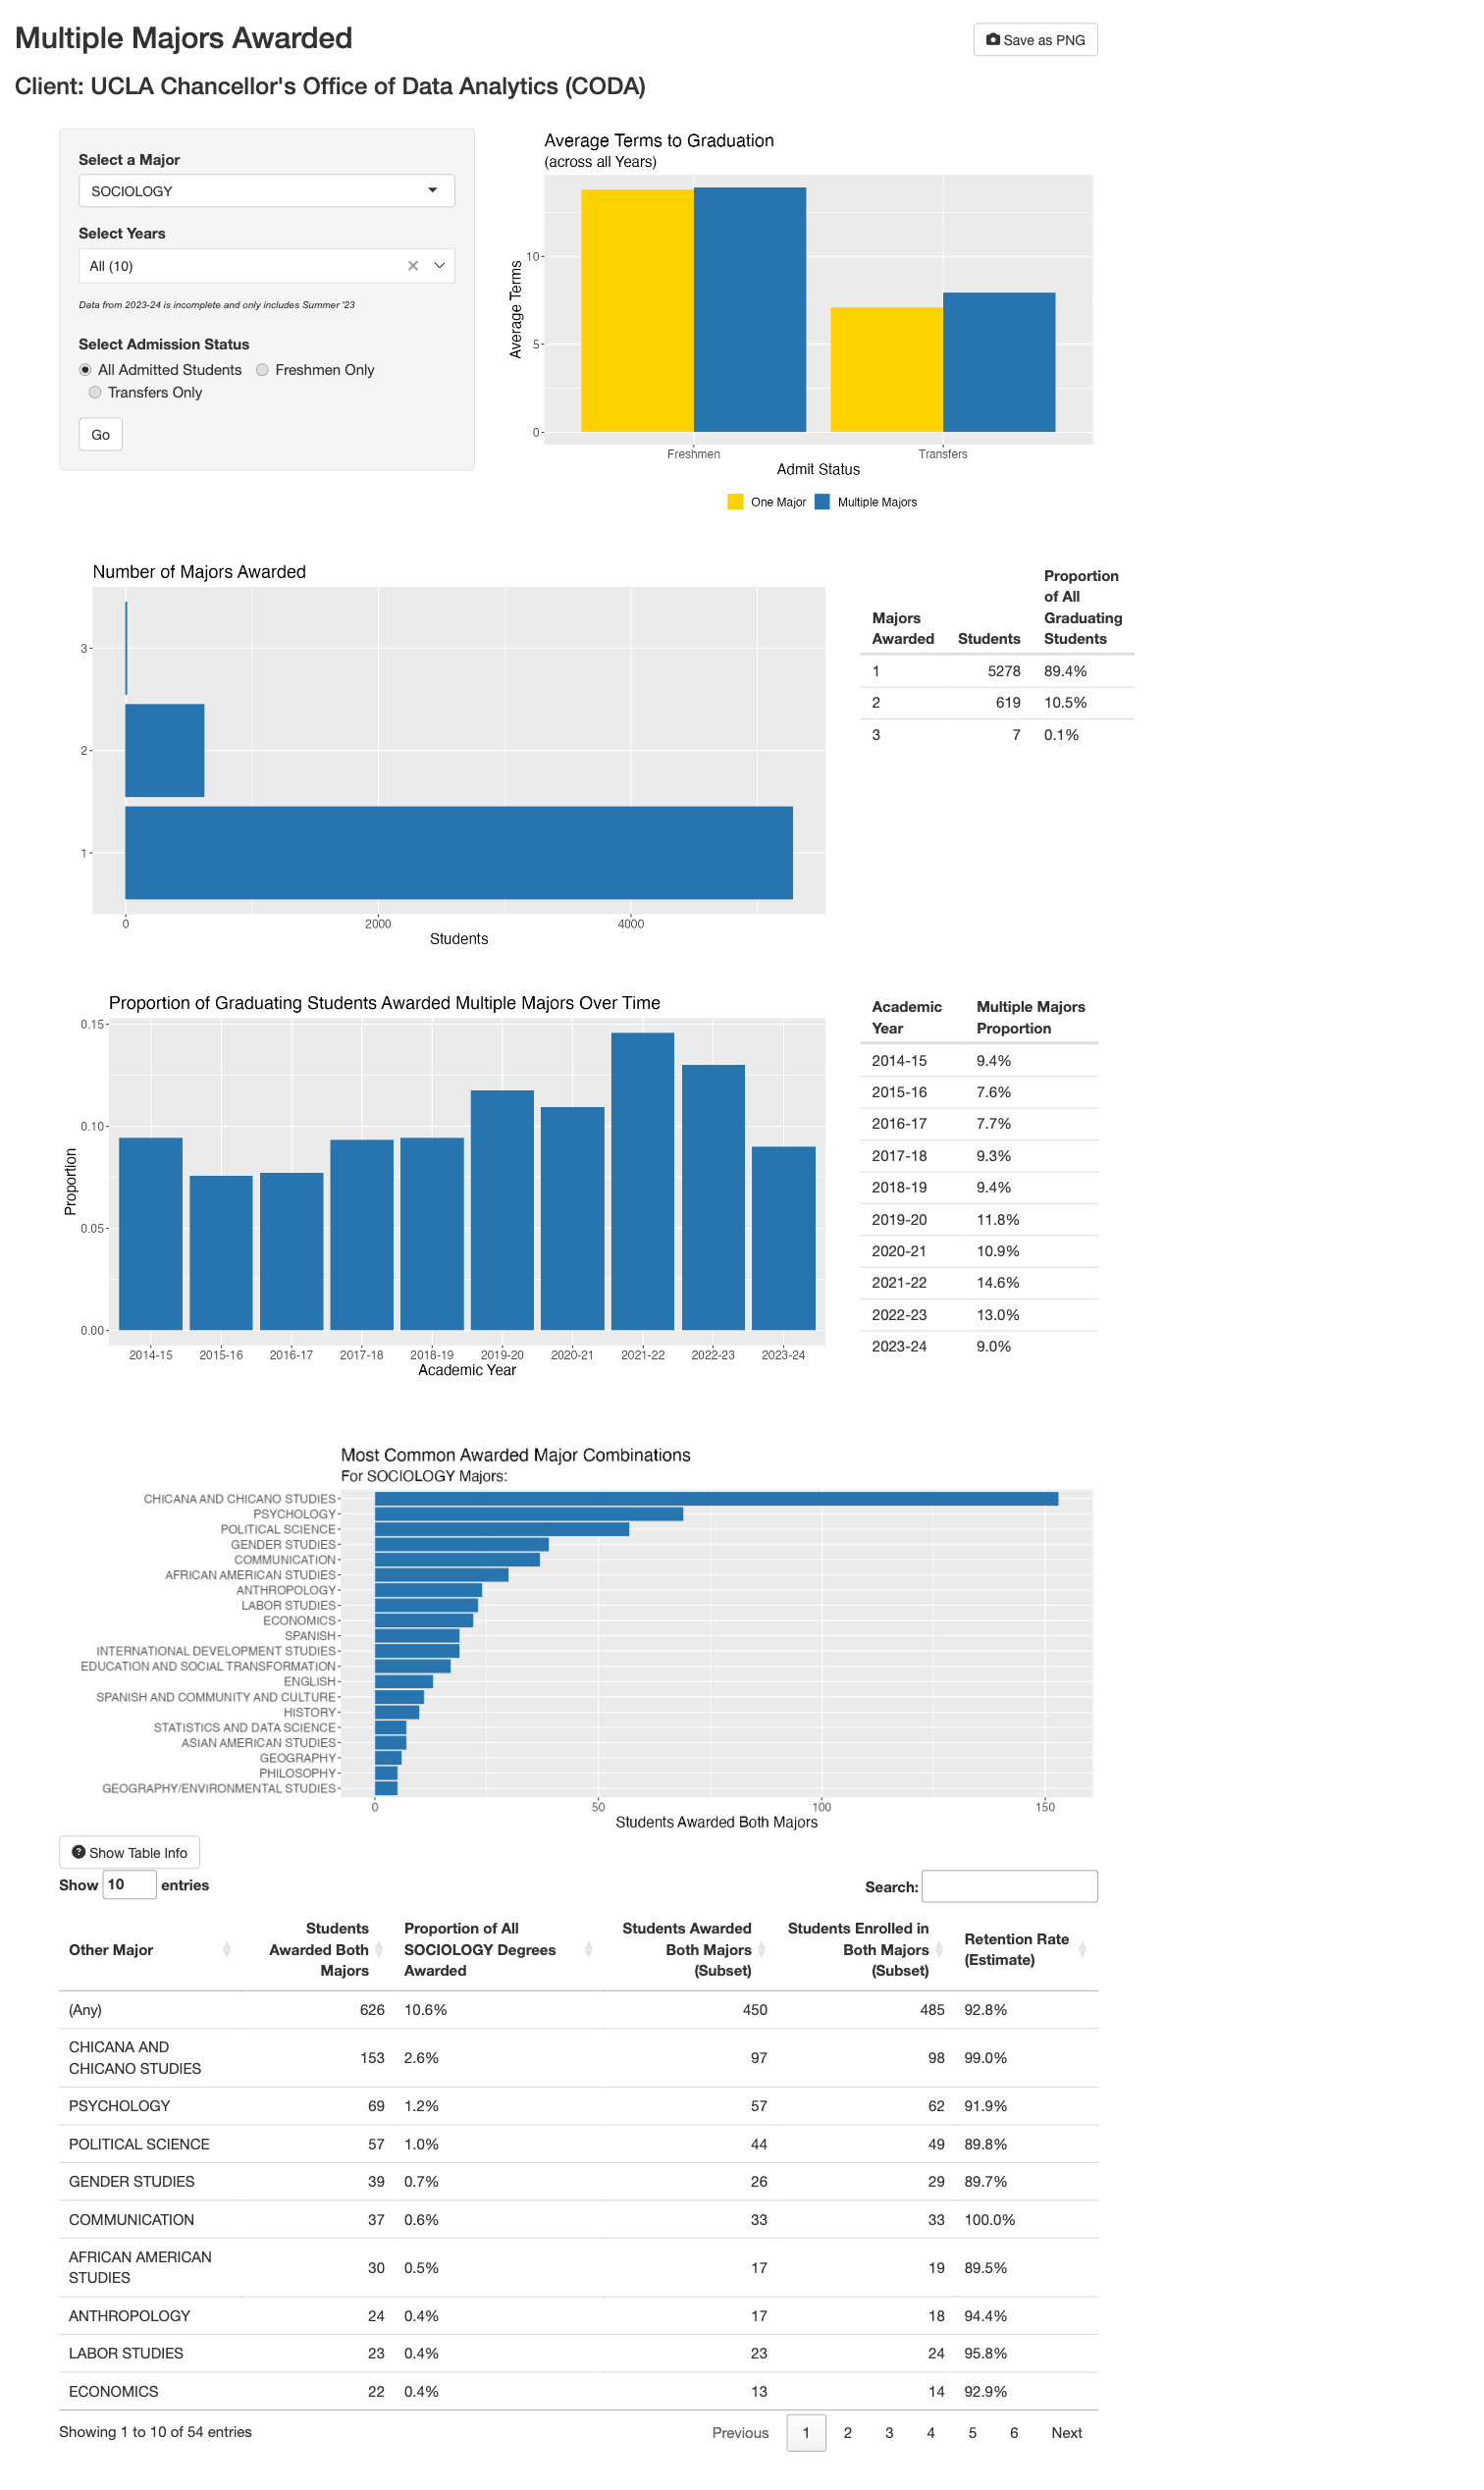 Multiple Majors Awarded
Save as PNG
Client: UCLA Chancellor's Office of Data Analytics (CODA)
Select a Major
SOCIOLOGY
Select Years
All (10)
Data from 2023-24 is incomplete and only includes Summer '23
Select Admission Status
All Admitted Students Freshmen Only
Transfers Only
Go
Average Terms to Graduation
(across all Years)
Average Terms
10
5
0
Freshmen Transfers
Admit Status
One Major Multiple Majors
Number of Majors Awarded
3
2
1
0 2000 4000
Students
Majors Awarded Students Proportion of All Graduating Students
1 5278 89.4%
2 619 10.5%
3 7 0.1%
Proportion of Graduating Students Awarded Multiple Majors Over Time
Proportion
0.15
0.10
0.05
0.00
2014-15 2015-16 2016-17 2017-18 2018-19 2019-20 2020-21 2021-22 2022-23 2023-24
Academic Year
Academic Year Multiple Majors Proportion
2014-15 9.4%
2015-16 7.6%
2016-17 7.7%
2017-18 9.3%
2018-19 9.4%
2019-20 11.8%
2020-21 10.9%
2021-22 14.6%
2022-23 13.0%
2023-24 9.0%
Most Common Awarded Major Combinations
For SOCIOLOGY Majors:
CHICANA AND CHICANO STUDIES
PSYCHOLOGY
POLITICAL SCIENCE
GENDER STUDIES
COMMUNICATION
AFRICAN AMERICAN STUDIES
ANTHROPOLOGY
LABOR STUDIES
ECONOMICS
SPANISH
INTERNATIONAL DEVELOPMENT STUDIES
EDUCATION AND SOCIAL TRANSFORMATION
ENGLISH
SPANISH AND COMMUNITY AND CULTURE
HISTORY
STATISTICS AND DATA SCIENCE
ASIAN AMERICAN STUDIES
GEOGRAPHY
PHILOSOPHY
GEOGRAPHY/ENVIRONMENTAL STUDIES
0 50 100 150
Students Awarded Both Majors
Show Table Info
Show 10 entries
Search:
Other Major Students Awarded Both Majors Proportion of All SOCIOLOGY Degrees Awarded Students Awarded Both Majors (Subset) Students Enrolled in Both Majors (Subset) Retention Rate (Estimate)
(Any) 626 10.6% 450 485 92.8%
CHICANA AND CHICANO STUDIES 153 2.6% 97 98 99.0%
PSYCHOLOGY 69 1.2% 57 62 91.9%
POLITICAL SCIENCE 57 1.0% 44 49 89.8%
GENDER STUDIES 39 0.7% 26 29 89.7%
COMMUNICATION 37 0.6% 33 33 100.0%
AFRICAN AMERICAN STUDIES 30 0.5% 17 19 89.5%
ANTHROPOLOGY 24 0.4% 17 18 94.4%
LABOR STUDIES 23 0.4% 23 24 95.8%
ECONOMICS 22 0.4% 13 14 92.9%
Showing 1 to 10 of 54 entries
Previous 1 2 3 4 5 6 Next